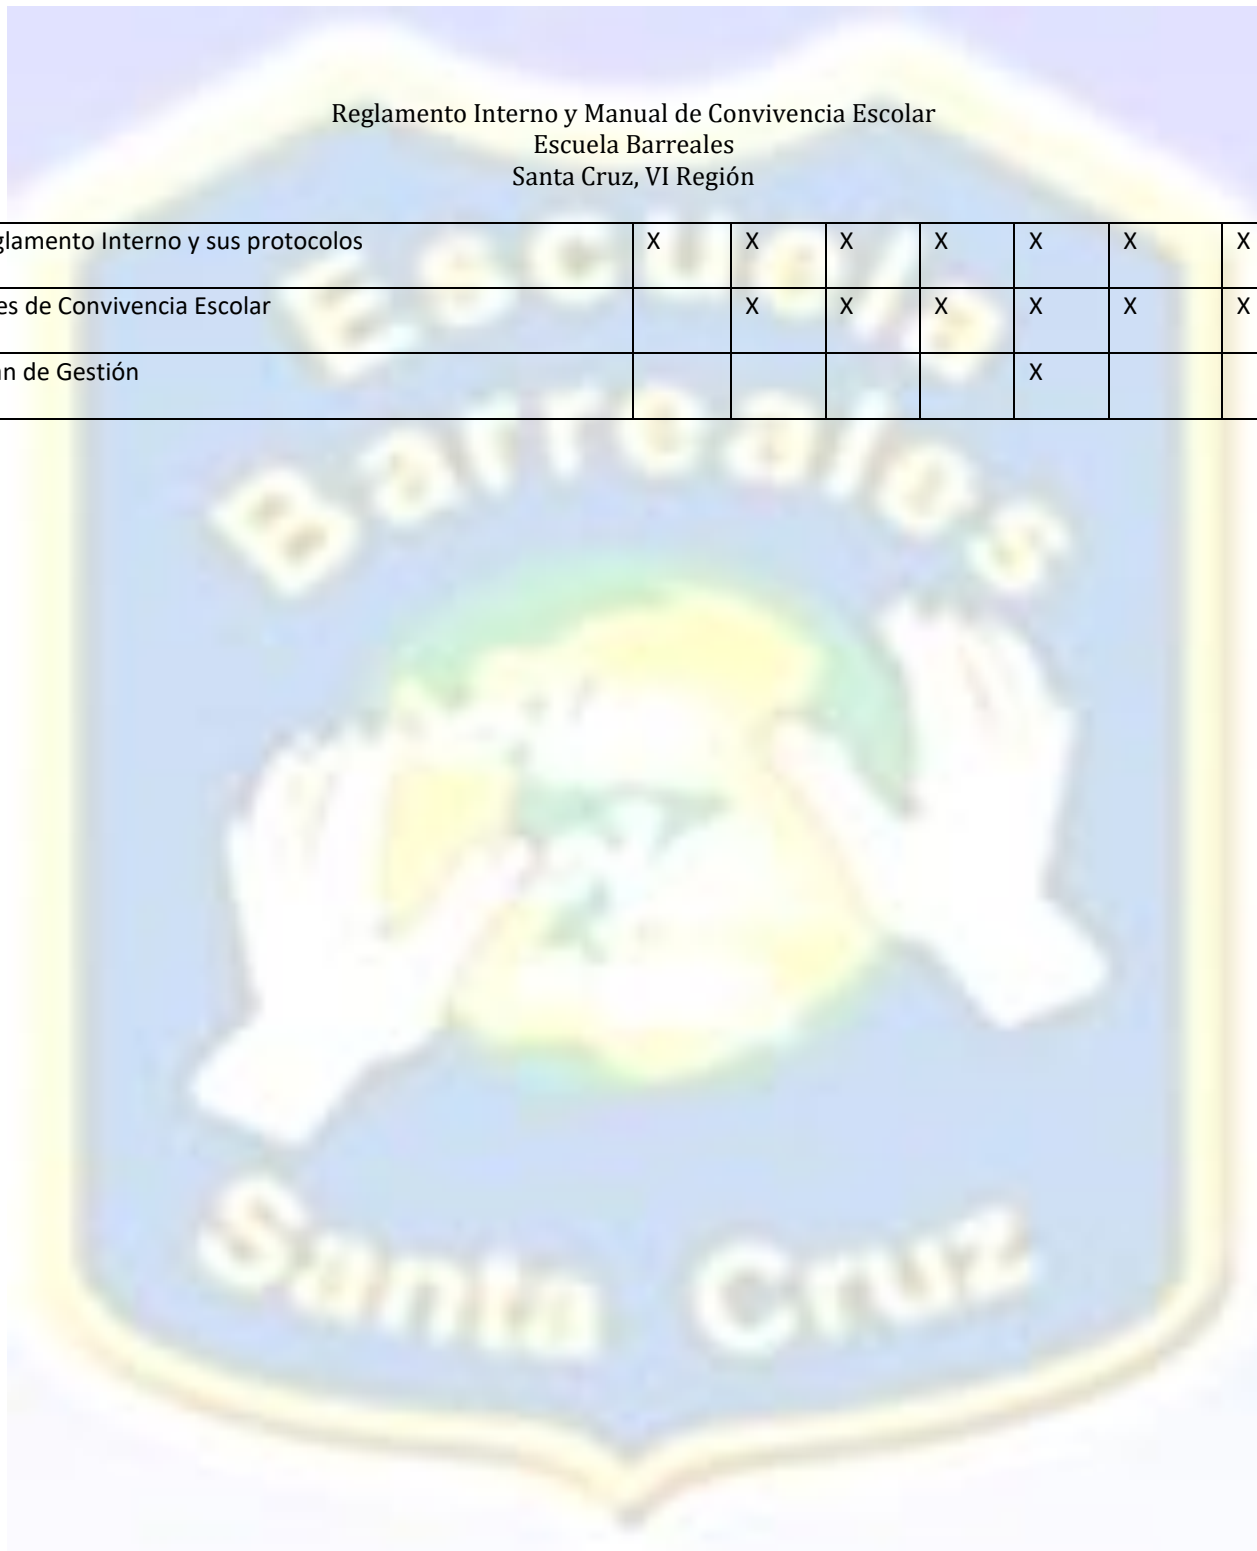 Reglamento Interno y Manual de Convivencia Escolar
Escuela Barreales
Santa Cruz, VI Región
glamento Interno y sus protocolos X X X X X X X
es de Convivencia Escolar X X X X X X
n de Gestión X
Escuela
Barreales
Santa Cruz